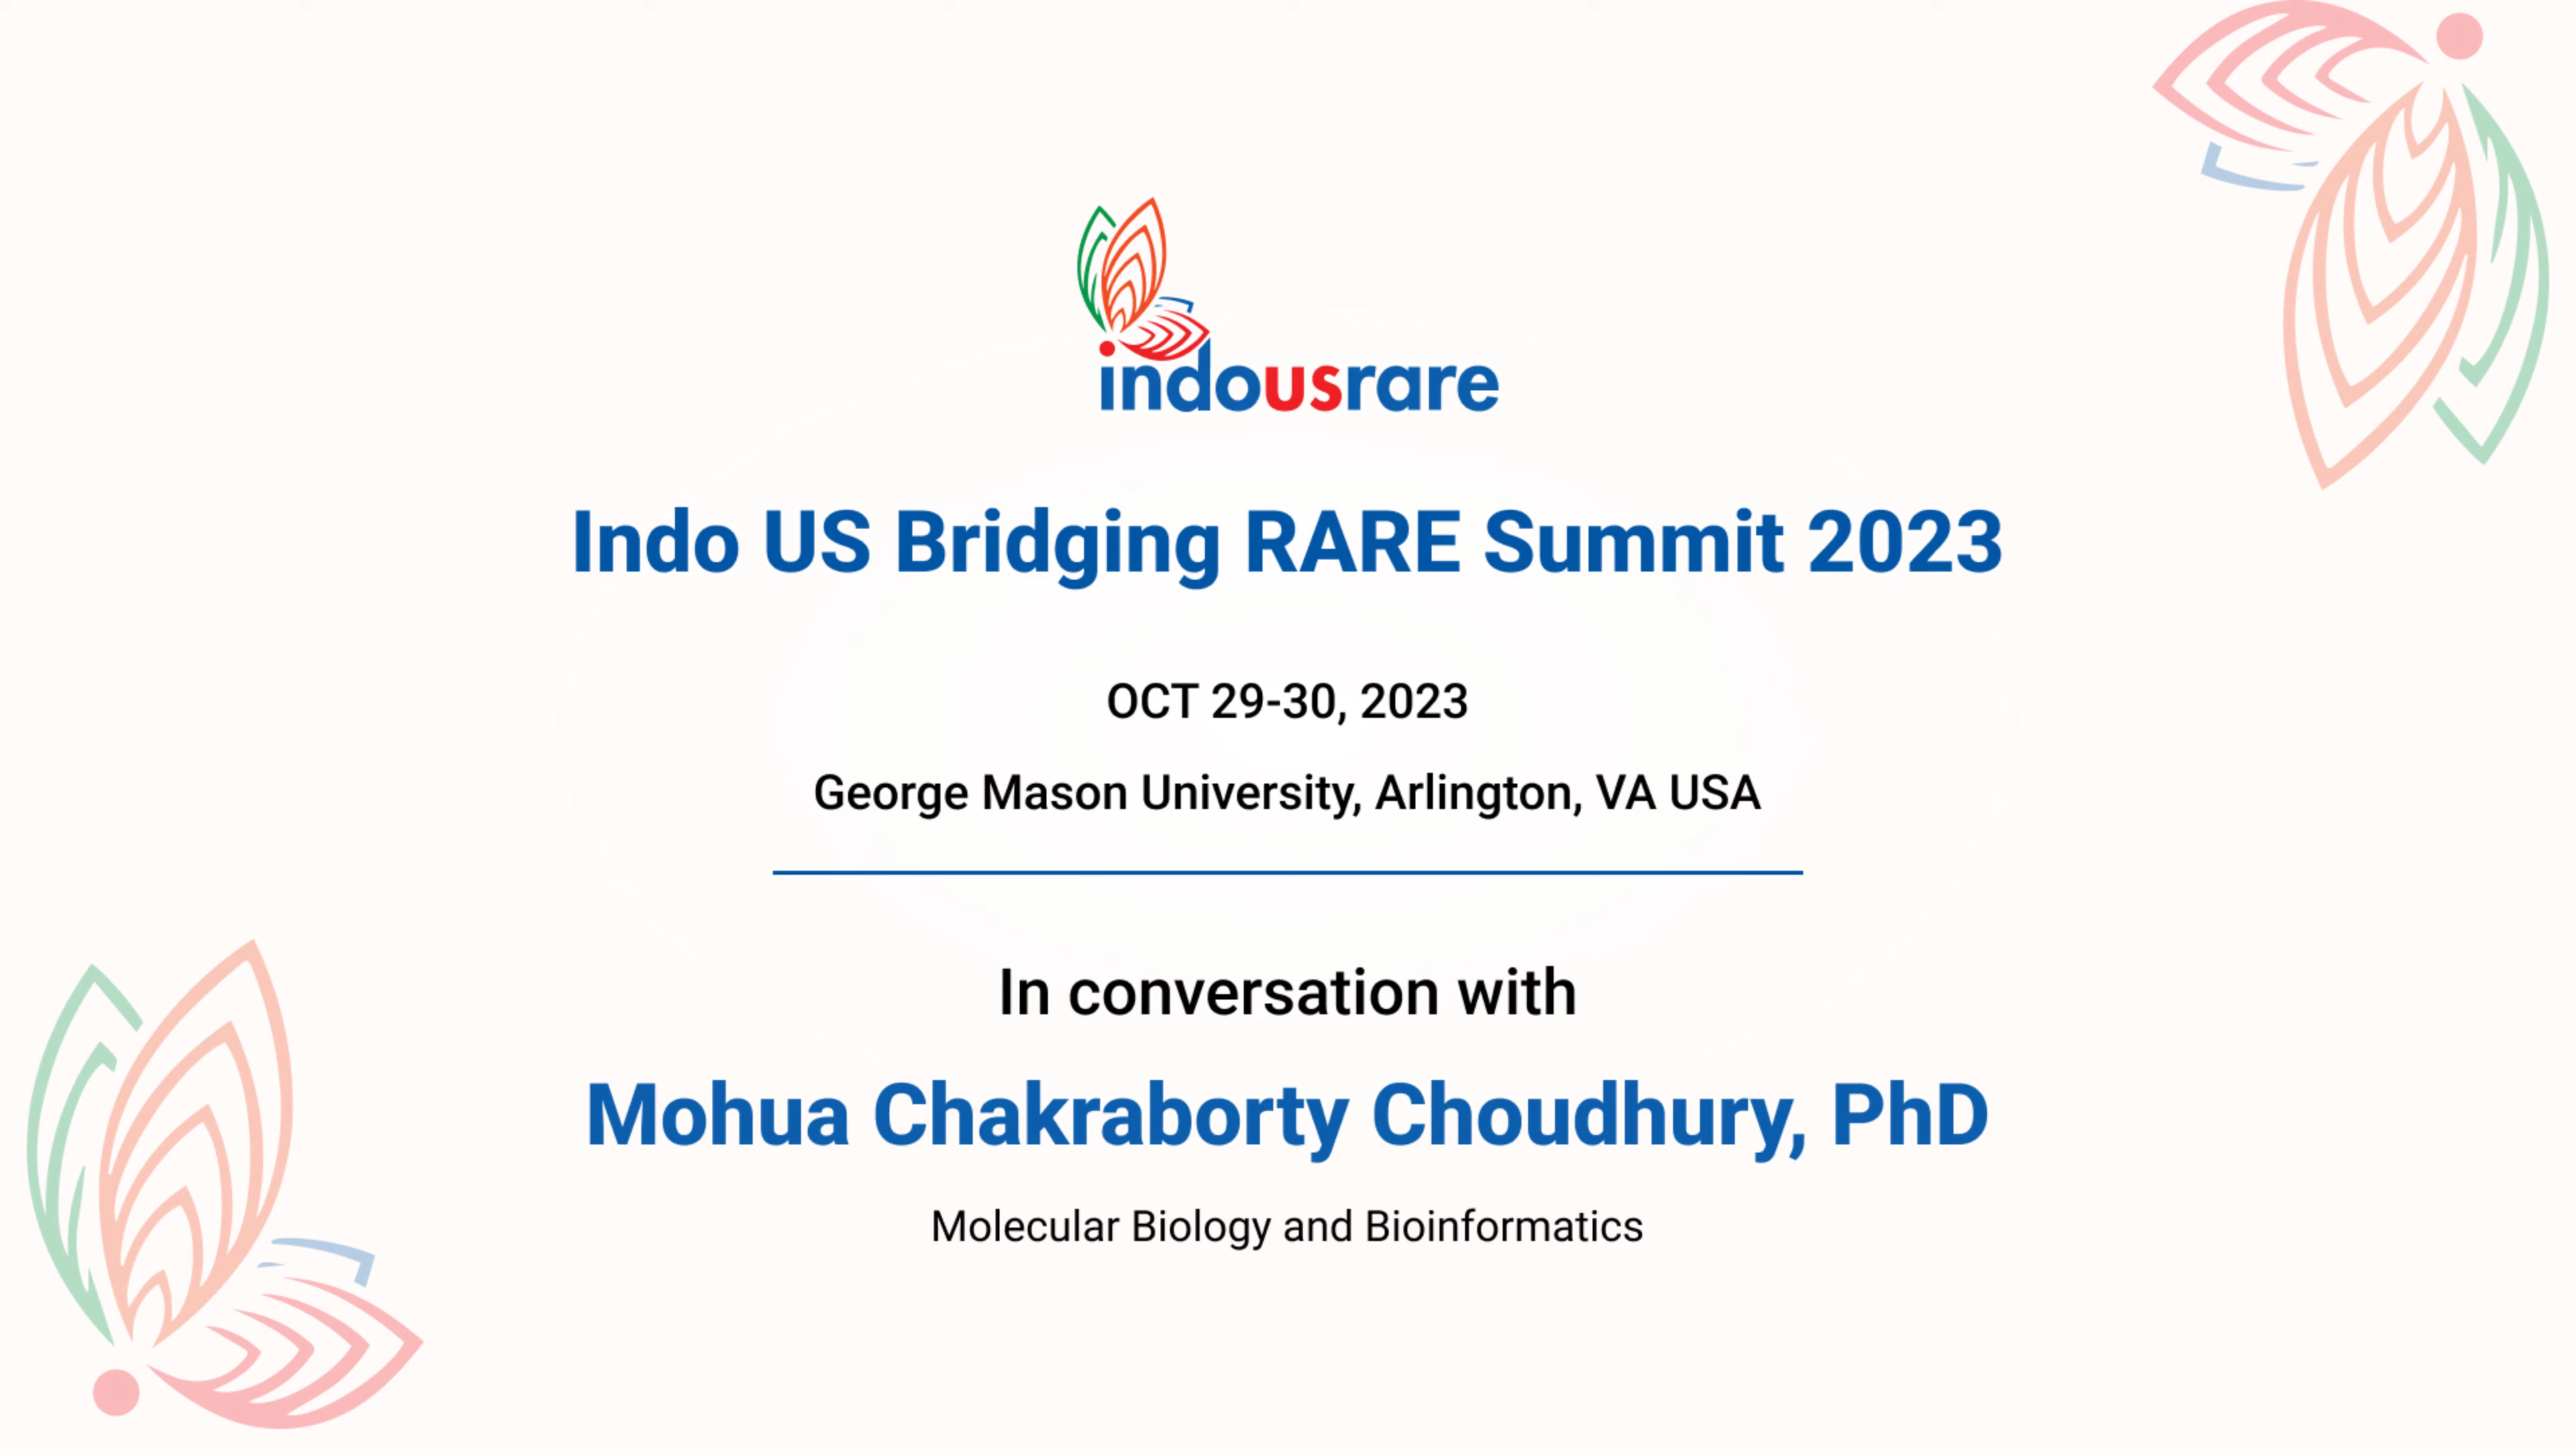 indousrare
Indo US Bridging RARE Summit 2023
OCT 29-30, 2023
George Mason University, Arlington, VA USA
In conversation with
Mohua Chakraborty Choudhury, PhD
Molecular Biology and Bioinformatics